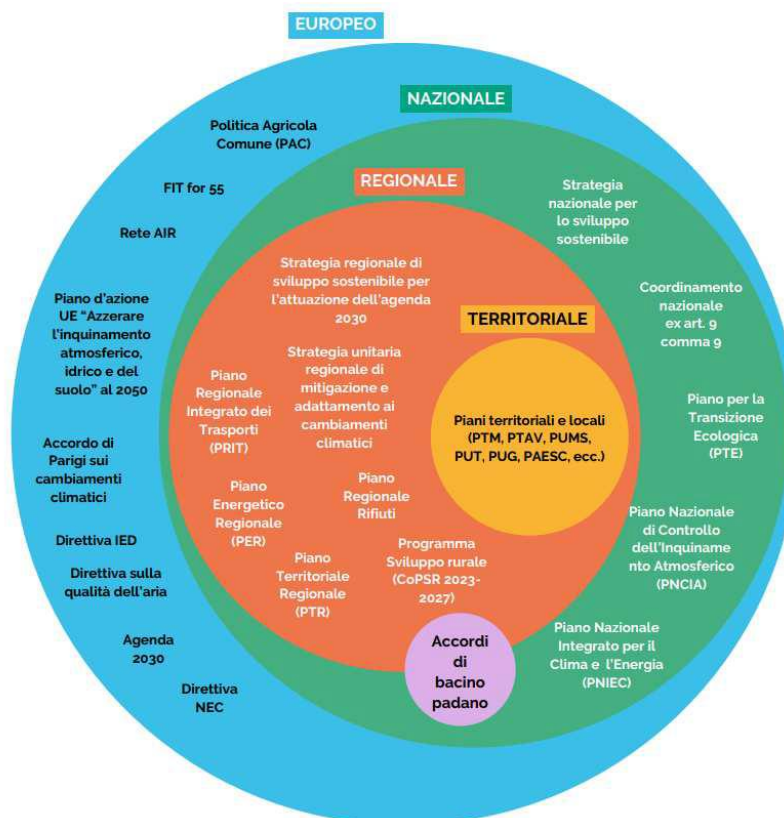 EUROPEO
NAZIONALE
Politica Agricola
Comune (PAC)
FIT for 55
Rete AIR
Piano d'azione
UE "Azzerare
l'inquinamento
atmosferico,
idrico e del
suolo" al 2050
Accordo di
Parigi sui
cambiamenti
climatici
Direttiva IED
Direttiva sulla
qualità dell'aria
Agenda
2030
Direttiva
NEC
REGIONALE
Strategia regionale di
sviluppo sostenibile per
l'attuazione dell'agenda
2030
Strategia unitaria
regionale di
mitigazione e
adattamento ai
cambiamenti
climatici
Piano
Regionale
Integrato dei
Trasporti
(PRIT)
Piano
Energetico
Regionale
(PER)
Piano
Regionale
Rifiuti
Piano
Territoriale
Regionale
(PTR)
Programma
Sviluppo rurale
(CoPSR 2023-
2027)
TERRITORIALE
Piani territoriali e locali
(PTM, PTAV, PUMS,
PUT, PUG, PAESC, ecc.)
Accordi
di
bacino
padano
Strategia
nazionale per
lo sviluppo
sostenibile
Coordinamento
nazionale
ex art. 9
comma 9
Piano per la
Transizione
Ecologica
(PTE)
Piano Nazionale
di Controllo
dell'Inquiname
nto Atmosferico
(PNCIA)
Piano Nazionale
Integrato per il
Clima e l'Energia
(PNIEC)